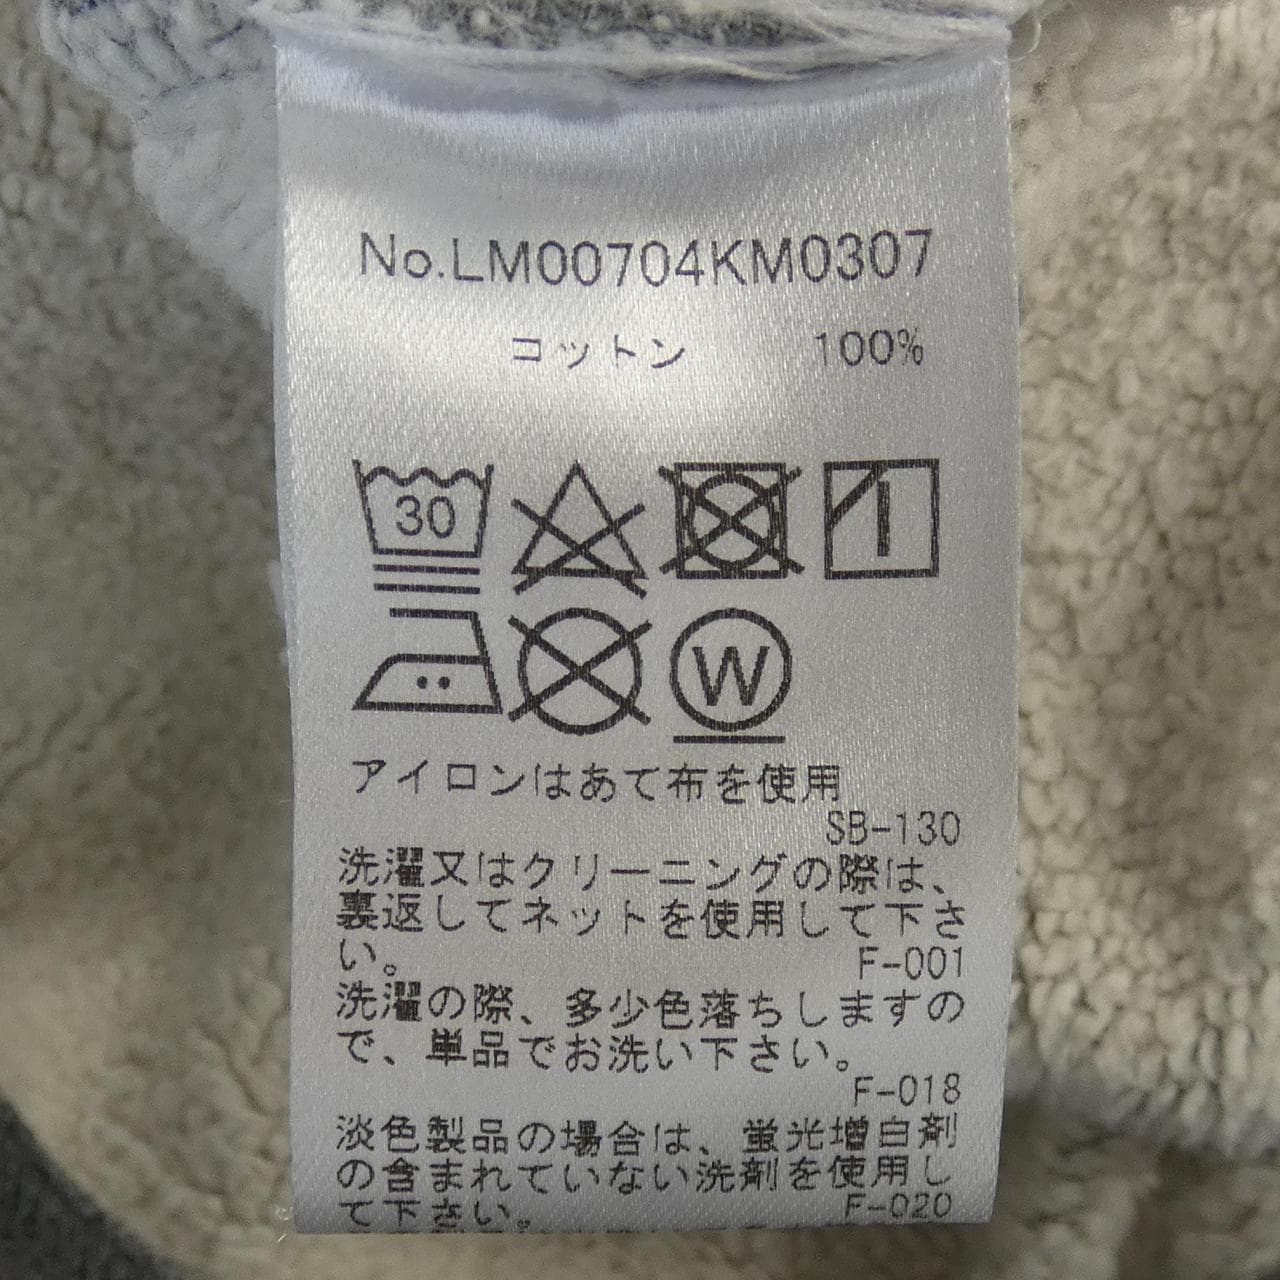 No.LM00704KM0307
コットン 100%
30
W
アイロンはあて布を使用
SB-130
洗濯又はクリーニングの際は、
裏返してネットを使用して下さ
い。
F-001
洗濯の際、多少色落ちしますの
で、単品でお洗い下さい。
F-018
淡色製品の場合は、蛍光増白剤
の含まれていない洗剤を使用し
て下さい。
F-020